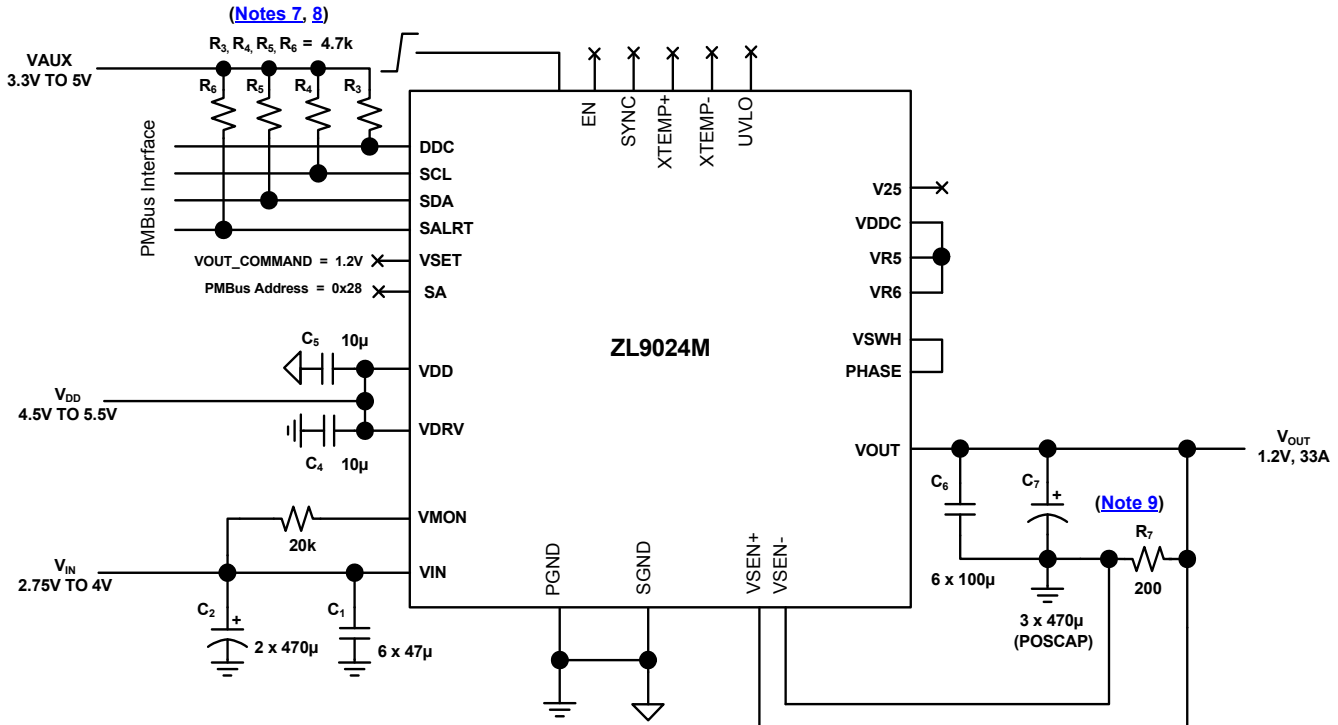 (Notes 7, 8)
R3, R4, R5, R6 = 4.7k
VAUX
3.3V TO 5V
R6
R5
R4
R3
PMBus Interface
DDC
SCL
SDA
SALRT
VOUT_COMMAND = 1.2V
VSET
PMBus Address = 0x28
SA
EN
SYNC
XTEMP+
XTEMP-
UVLO
V25
VDDC
VR5
VR6
VSWH
PHASE
ZL9024M
C5
10µ
VDD
VDD
4.5V TO 5.5V
VDRV
C4
10µ
VOUT
VOUT
1.2V, 33A
C6
C7
+
(Note 9)
R7
200
6 x 100µ
3 x 470µ
(POSCAP)
VMON
20k
VIN
2.75V TO 4V
VIN
C2
+
2 x 470µ
C1
6 x 47µ
PGND
SGND
VSEN+
VSEN-